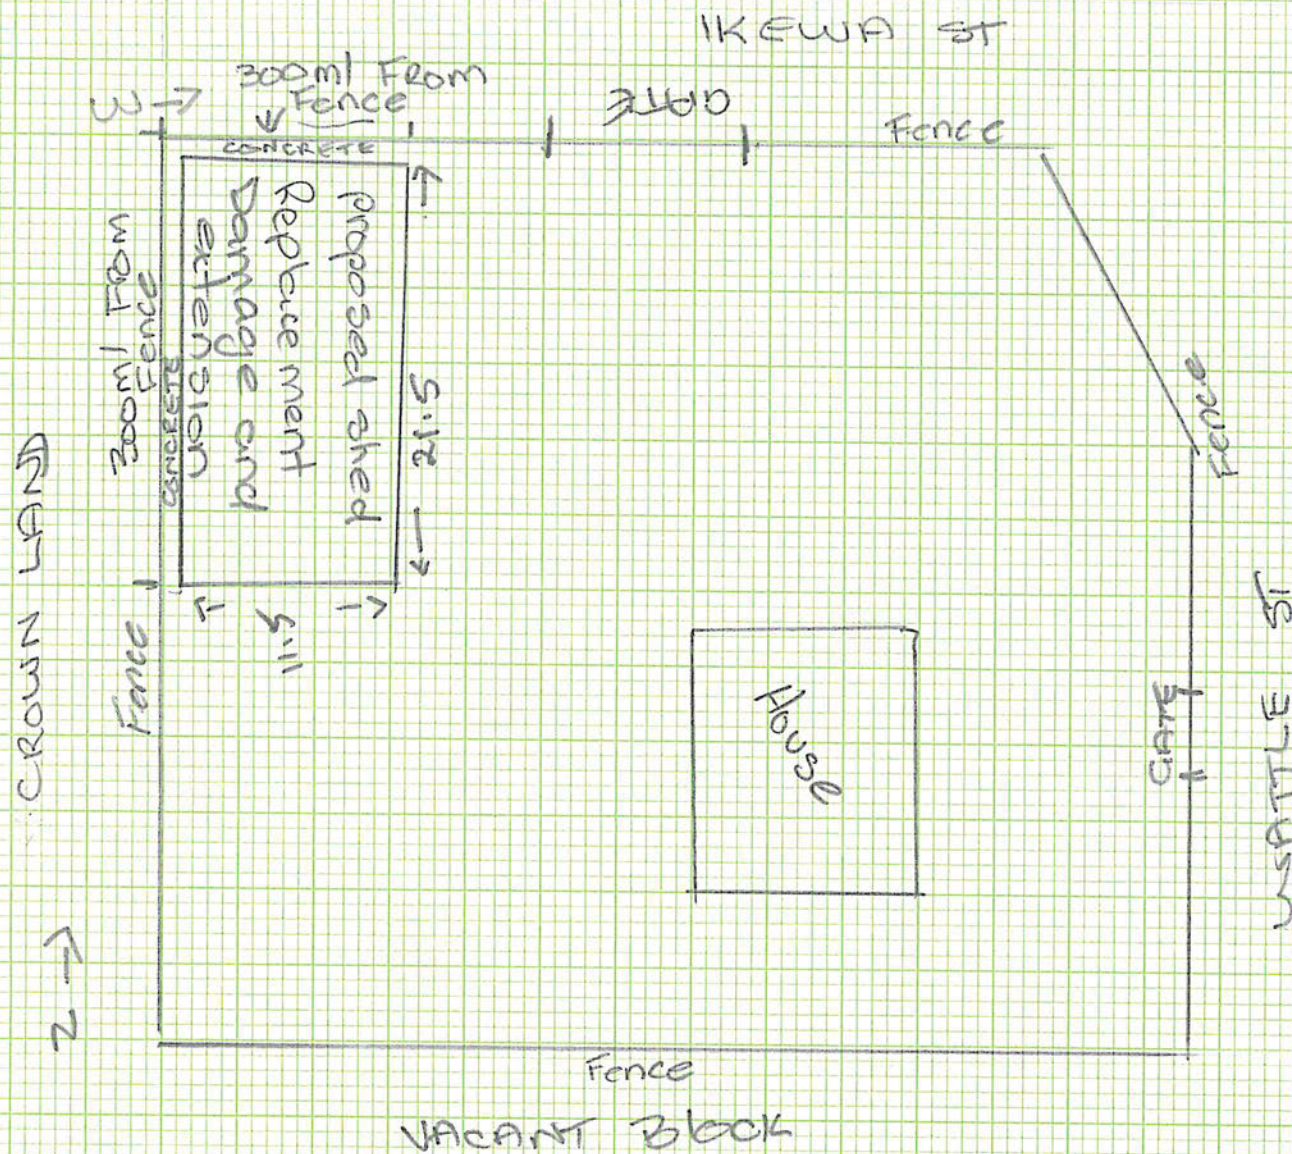 IKEWA ST
300ml From
Fence
GATE
Fence
CONCRETE
proposed shed
Replacement
Damage and
extension
300ml From
Fence
CONCRETE
21.5
11.5
Fence
CROWN LAND
House
Fence
GATE
WATTLE ST
Fence
VACANT Block